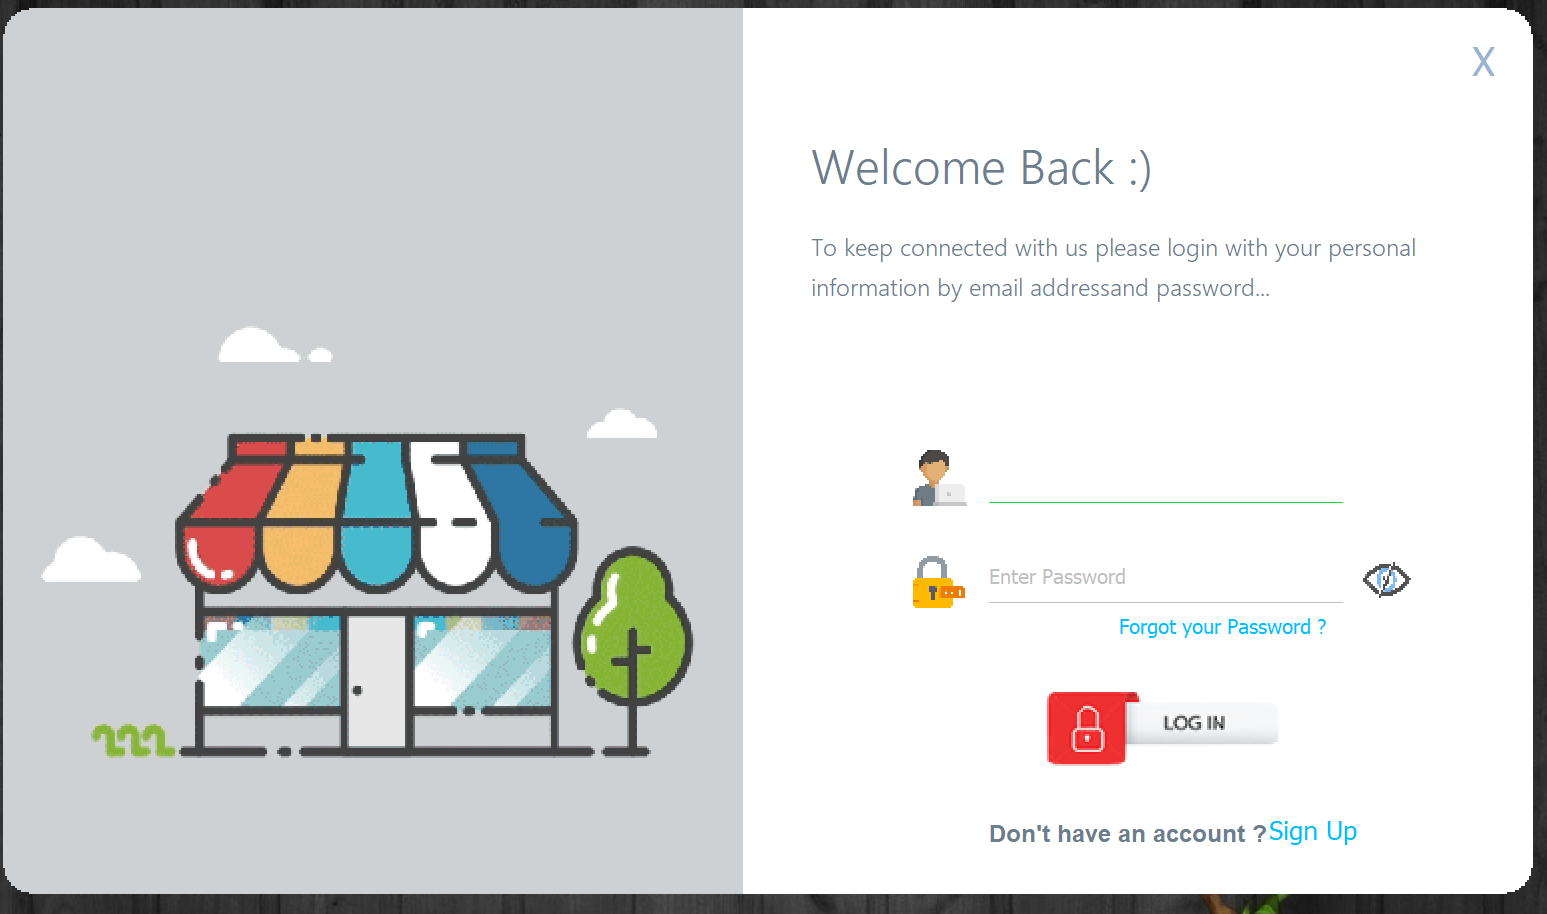 X
Welcome Back :)
To keep connected with us please login with your personal
information by email addressand password...
Enter Password
Forgot your Password ?
LOG IN
Don't have an account ?Sign Up